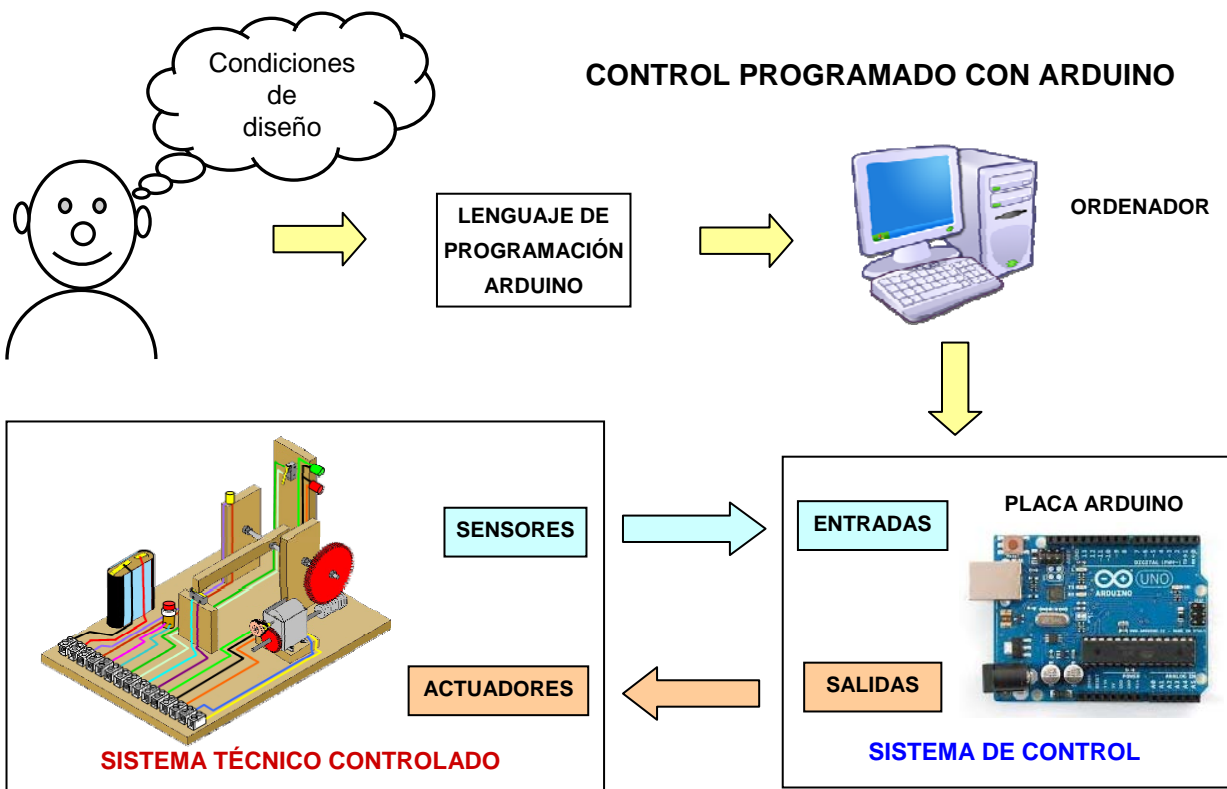 Condiciones
de
diseño
CONTROL PROGRAMADO CON ARDUINO
LENGUAJE DE
PROGRAMACIÓN
ARDUINO
ORDENADOR
SENSORES
ACTUADORES
SISTEMA TÉCNICO CONTROLADO
ENTRADAS
PLACA ARDUINO
ARDUINO
UNO
SALIDAS
SISTEMA DE CONTROL